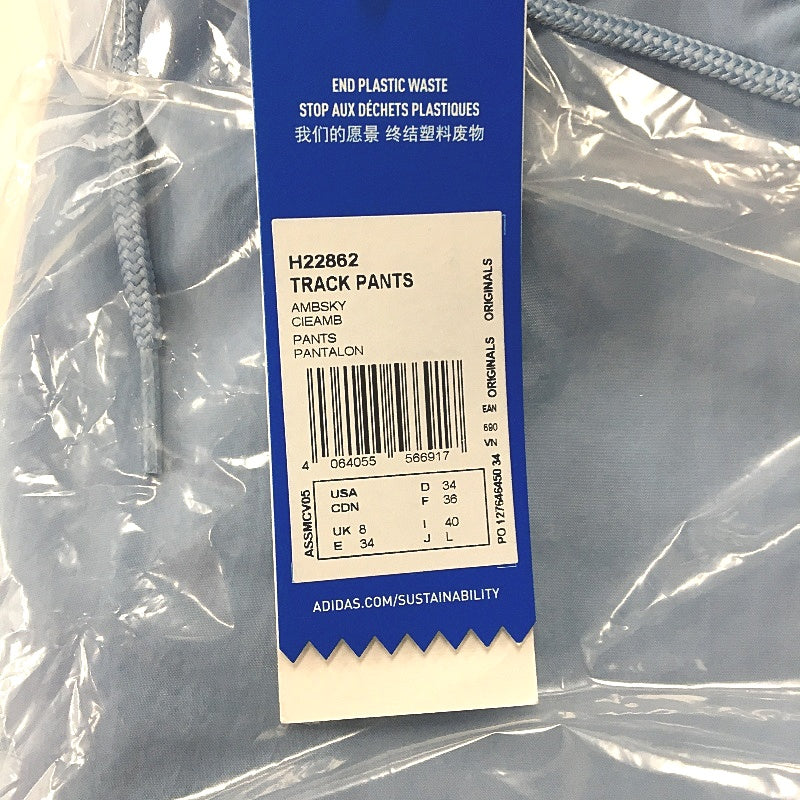 END PLASTIC WASTE
STOP AUX DÉCHETS PLASTIQUES
我们的愿景 终结塑料废物
H22862
TRACK PANTS
AMBSKY
CIEAMB
PANTS
PANTALON
ORIGINALS
ORIGINALS
EAN
690
VN
4 064055 566917
ASSMCV05
USA
CDN
UK 8
E 34
D 34
F 36
I 40
J L
PO 127646450 34
ADIDAS.COM/SUSTAINABILITY